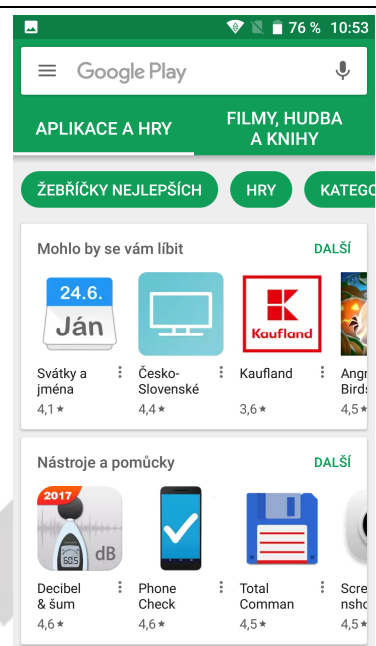 76 % 10:53
Google Play
APLIKACE A HRY
FILMY, HUDBA
A KNIHY
ŽEBŘÍČKY NEJLEPŠÍCH
HRY
KATEGO
Mohlo by se vám líbit
DALŠÍ
24.6.
Ján
Kaufland
Svátky a
jména
4,1★
Česko-
Slovenské
4,4★
Kaufland
3,6★
Angr
Birds
4,5★
Nástroje a pomůcky
DALŠÍ
2017
60.5
dB
Decibel
& šum
4,6★
Phone
Check
4,6★
Total
Comman
4,5★
Scre
nsho
4,5★